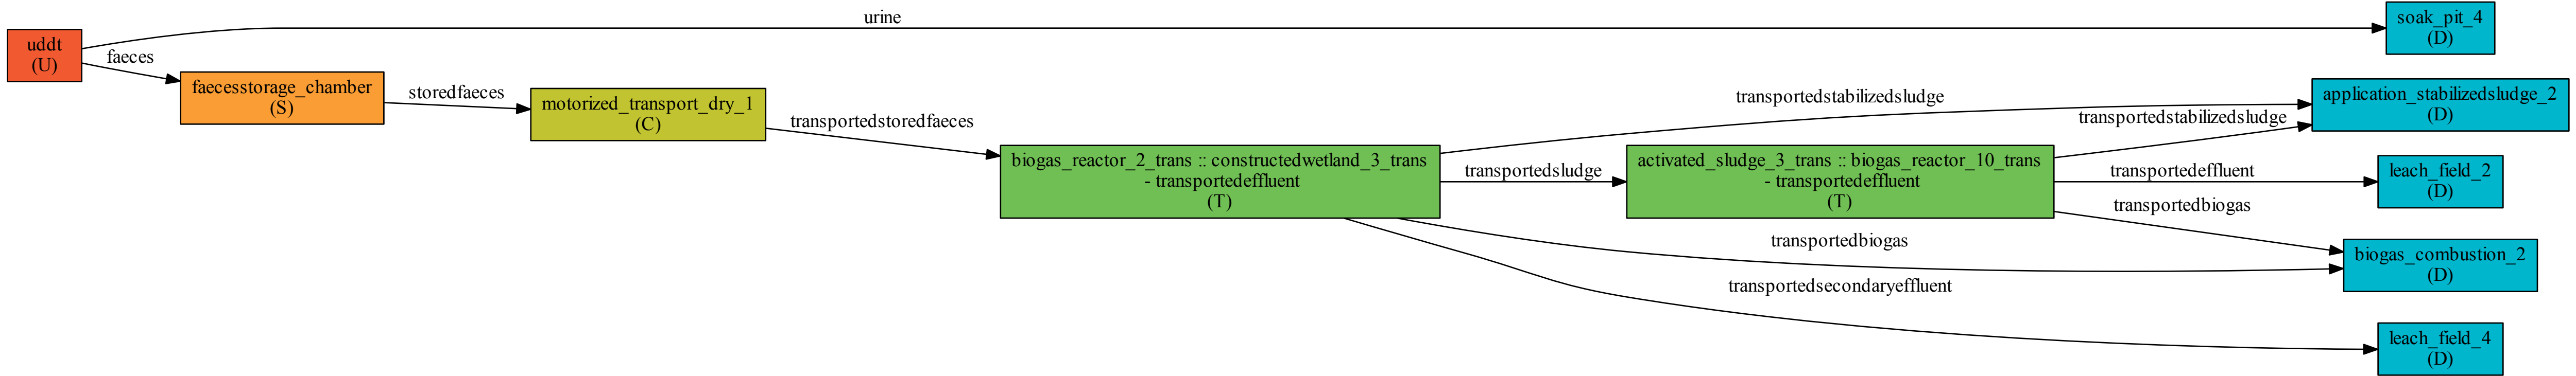 urine
soak_pit_4
(D)
uddt
(U)
faeces
faecesstorage_chamber
(S)
storedfaeces
motorized_transport_dry_1
(C)
transportedstoredfaeces
biogas_reactor_2_trans :: constructedwetland_3_trans
- transportedeffluent
(T)
transportedstabilizedsludge
transportedsludge
activated_sludge_3_trans :: biogas_reactor_10_trans
- transportedeffluent
(T)
transportedstabilizedsludge
application_stabilizedsludge_2
(D)
transportedeffluent
leach_field_2
(D)
transportedbiogas
transportedbiogas
biogas_combustion_2
(D)
transportedsecondaryeffluent
leach_field_4
(D)